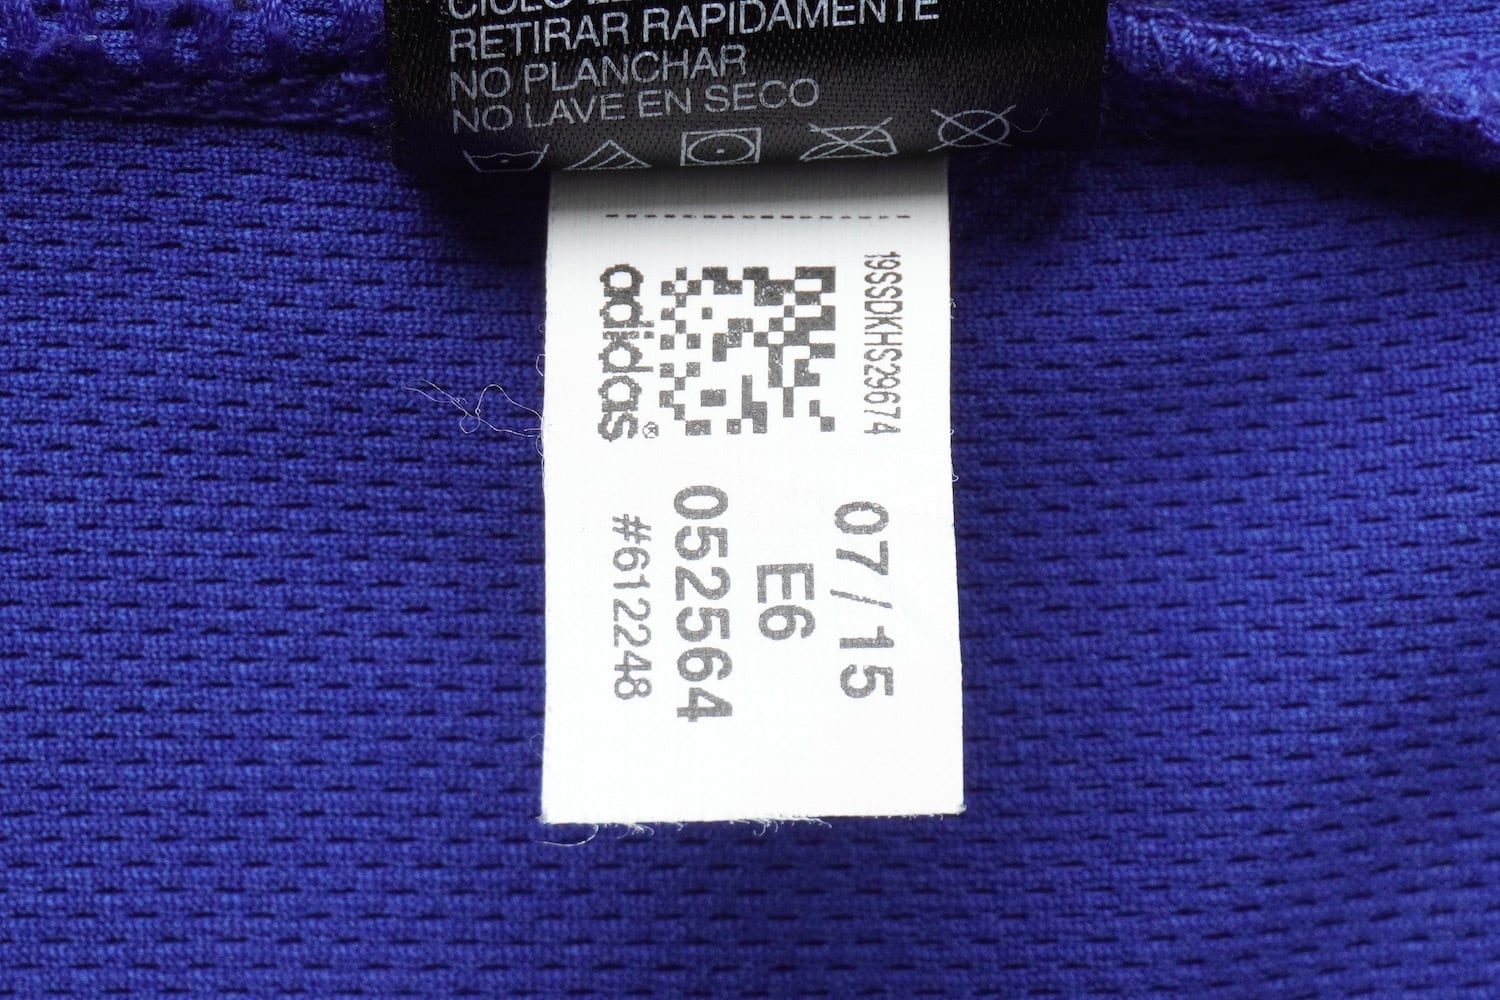 RETIRAR RAPIDAMENTE
NO PLANCHAR
NO LAVE EN SECO
19SSDKHS29674
adidas®
07/15
E6
052564
#612248